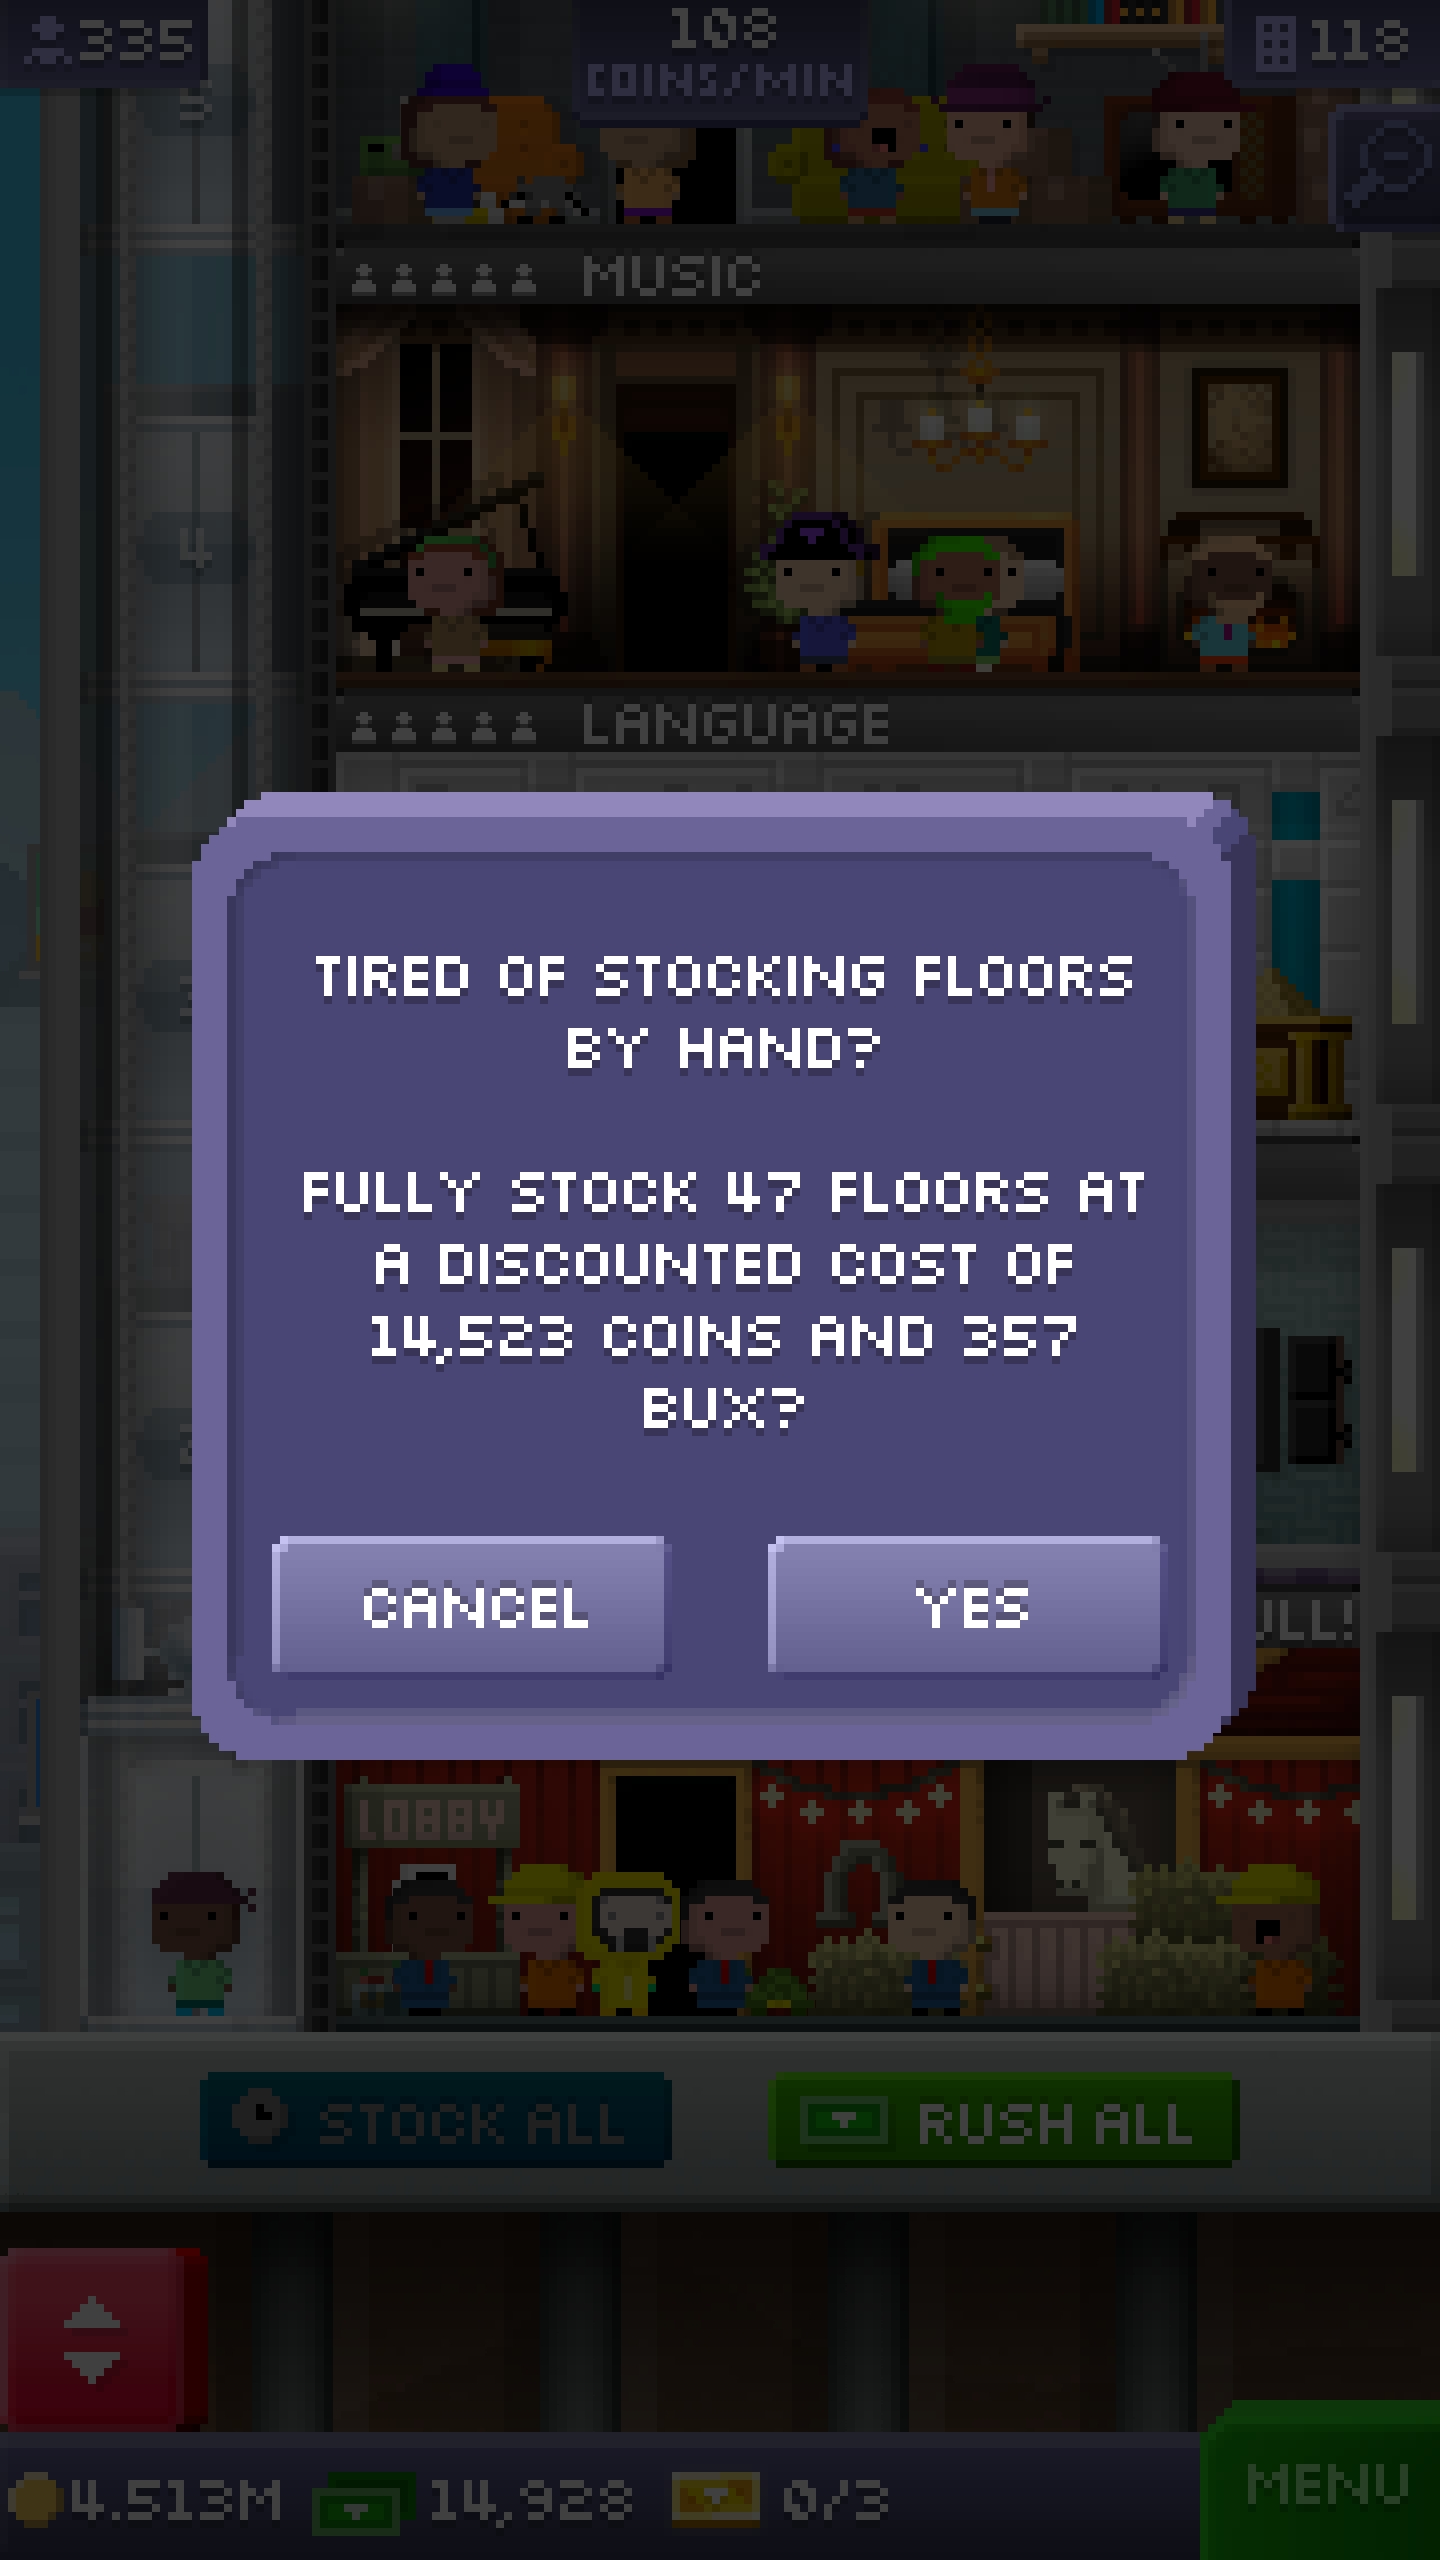 335
108
COINS/MIN
118
5
MUSIC
4
LANGUAGE
TIRED OF STOCKING FLOORS
BY HAND?
FULLY STOCK 47 FLOORS AT
A DISCOUNTED COST OF
14,523 COINS AND 357
BUX?
CANCEL
YES
LOBBY
STOCK ALL
RUSH ALL
4.513M
14,928
0/3
MENU